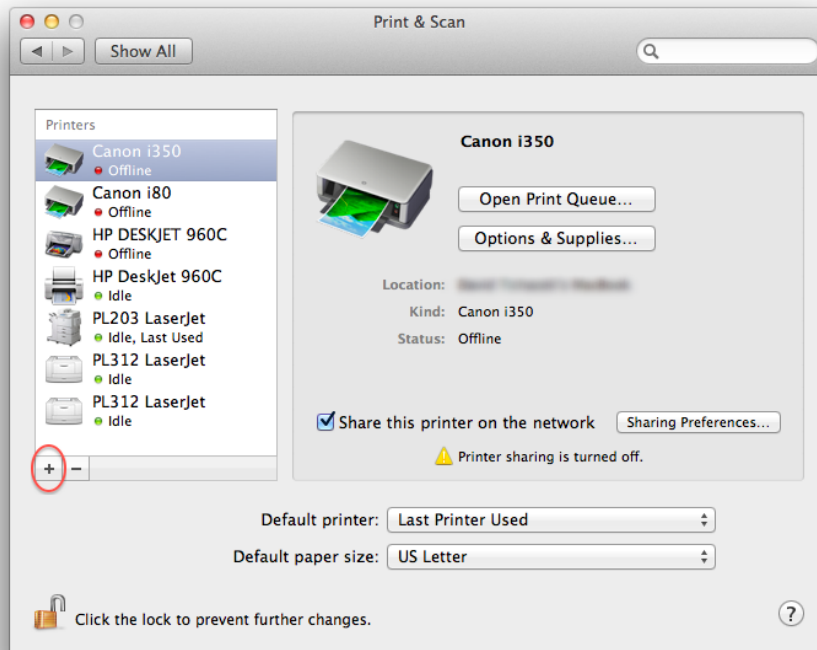 Print & Scan
Show All
Printers
Canon i350
Offline
Canon i80
Offline
HP DESKJET 960C
Offline
HP DeskJet 960C
Idle
PL203 LaserJet
Idle, Last Used
PL312 LaserJet
Idle
PL312 LaserJet
Idle
+ −
Canon i350
Open Print Queue...
Options & Supplies...
Location:
Kind: Canon i350
Status: Offline
Share this printer on the network Sharing Preferences...
Printer sharing is turned off.
Default printer: Last Printer Used
Default paper size: US Letter
Click the lock to prevent further changes.
?